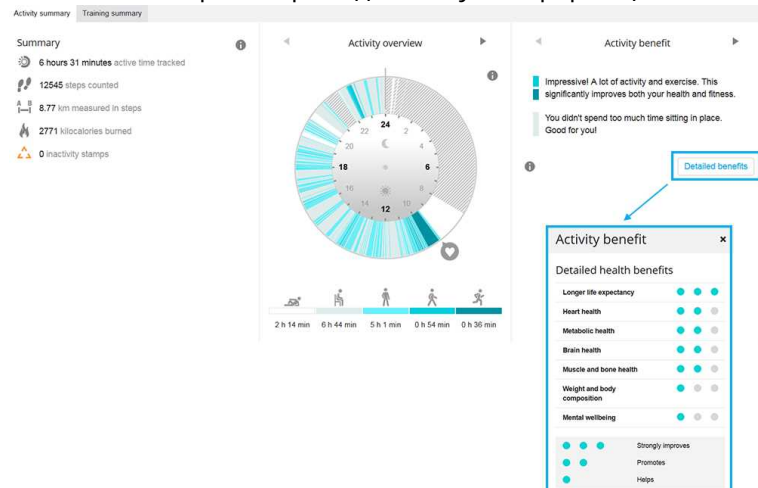 Activity summary
Training summary
Summary
6 hours 31 minutes active time tracked
12545 steps counted
A B
8.77 km measured in steps
2771 kilocalories burned
0 inactivity stamps
Activity overview
24
22
2
20
4
18
6
16
8
14
10
12
2 h 14 min
6 h 44 min
5 h 1 min
0 h 54 min
0 h 36 min
Activity benefit
Impressive! A lot of activity and exercise. This
significantly improves both your health and fitness.
You didn't spend too much time sitting in place.
Good for you!
Detailed benefits
Activity benefit
×
Detailed health benefits
Longer life expectancy
Heart health
Metabolic health
Brain health
Muscle and bone health
Weight and body
composition
Mental wellbeing
Strongly improves
Promotes
Helps